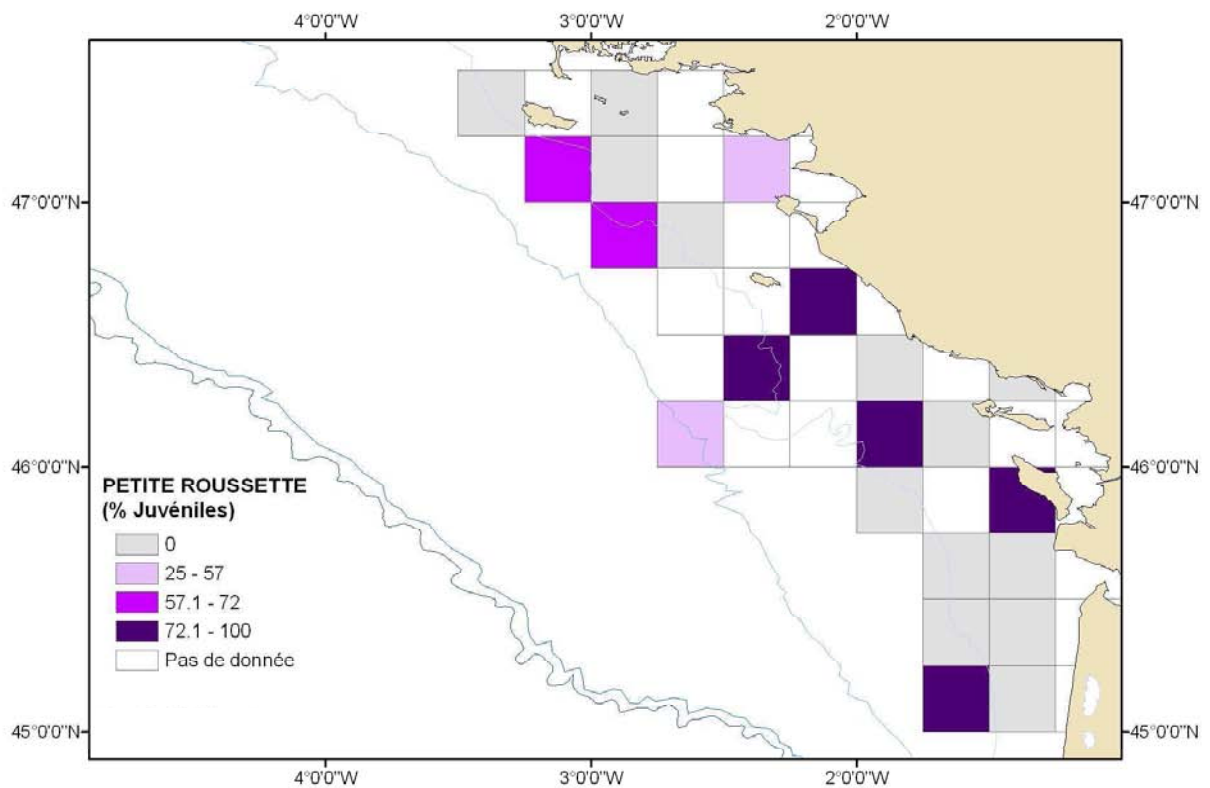 4°0'0"W 3°0'0"W 2°0'0"W
47°0'0"N 47°0'0"N
46°0'0"N 46°0'0"N
PETITE ROUSSETTE
(% Juvéniles)
0
25 - 57
57.1 - 72
72.1 - 100
Pas de donnée
45°0'0"N 45°0'0"N
4°0'0"W 3°0'0"W 2°0'0"W